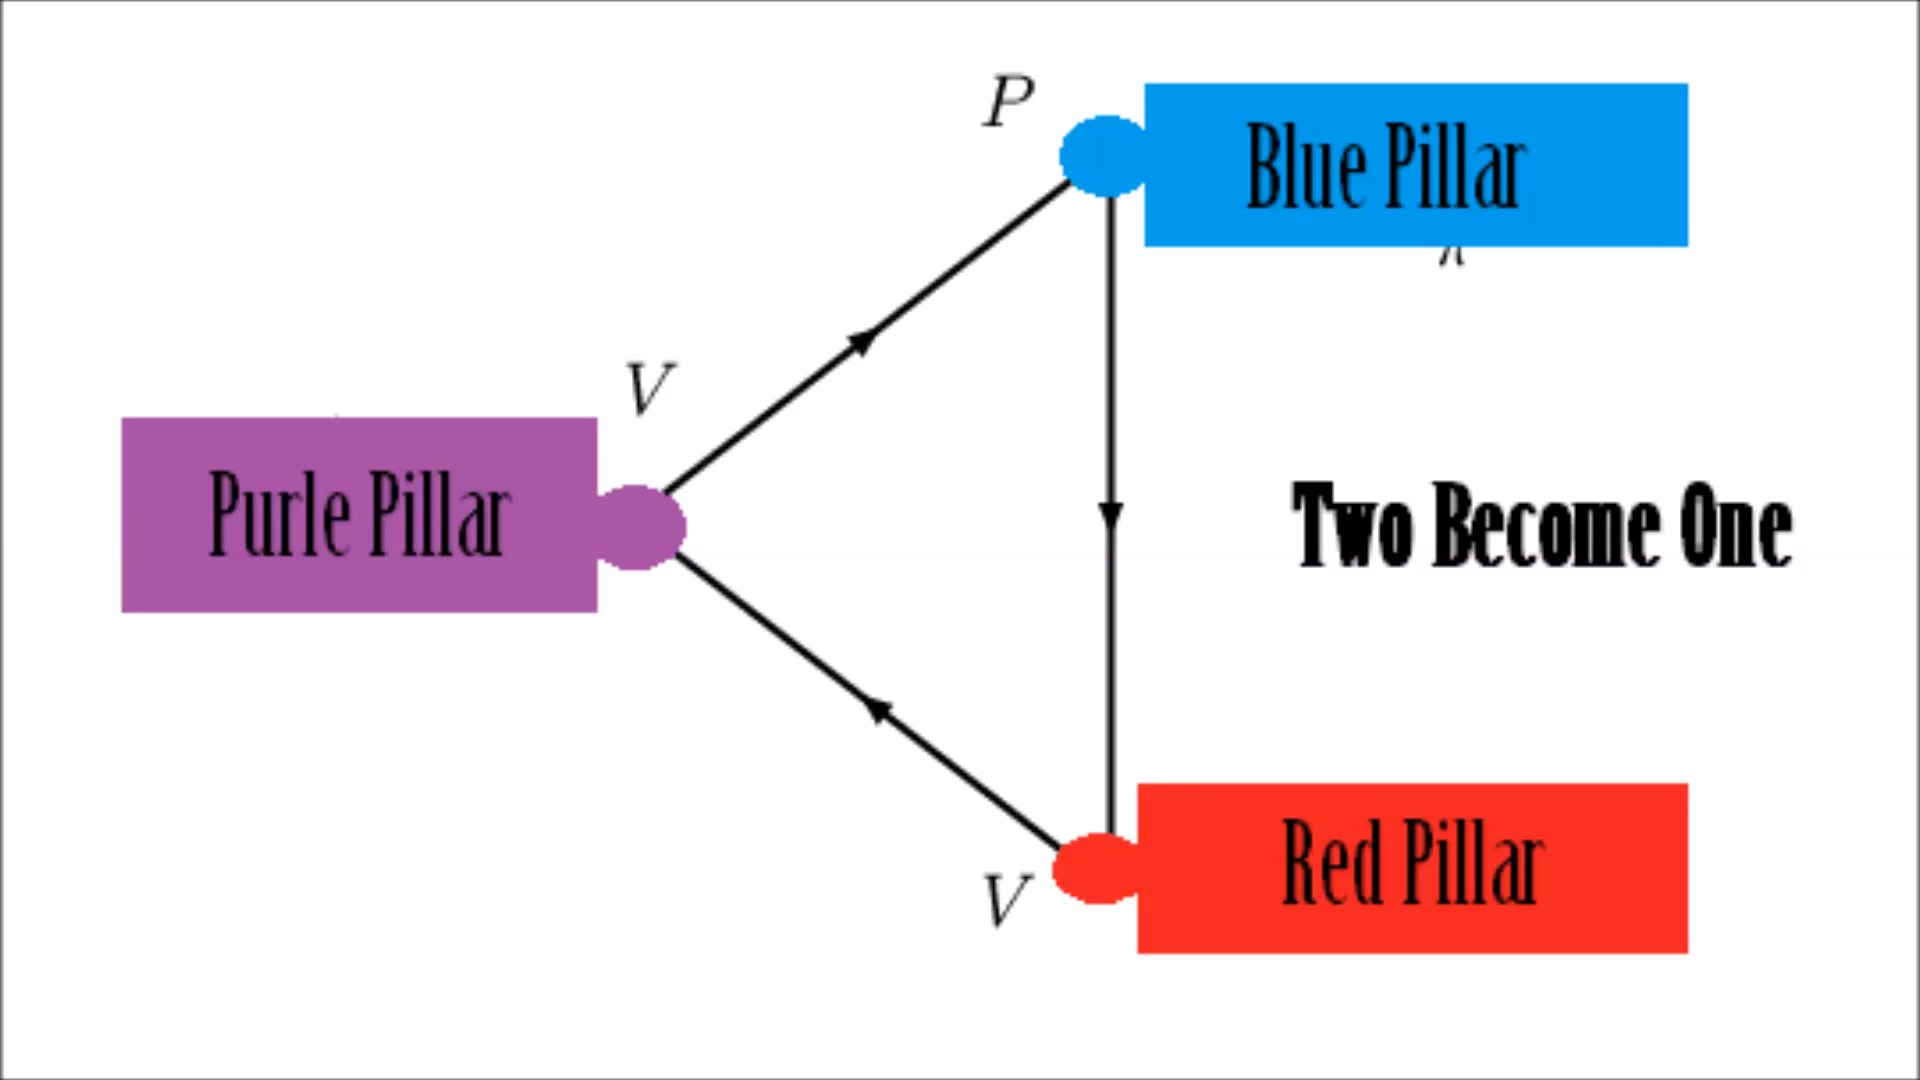 P
Blue Pillar
V
Purle Pillar
Two Become One
Red Pillar
V